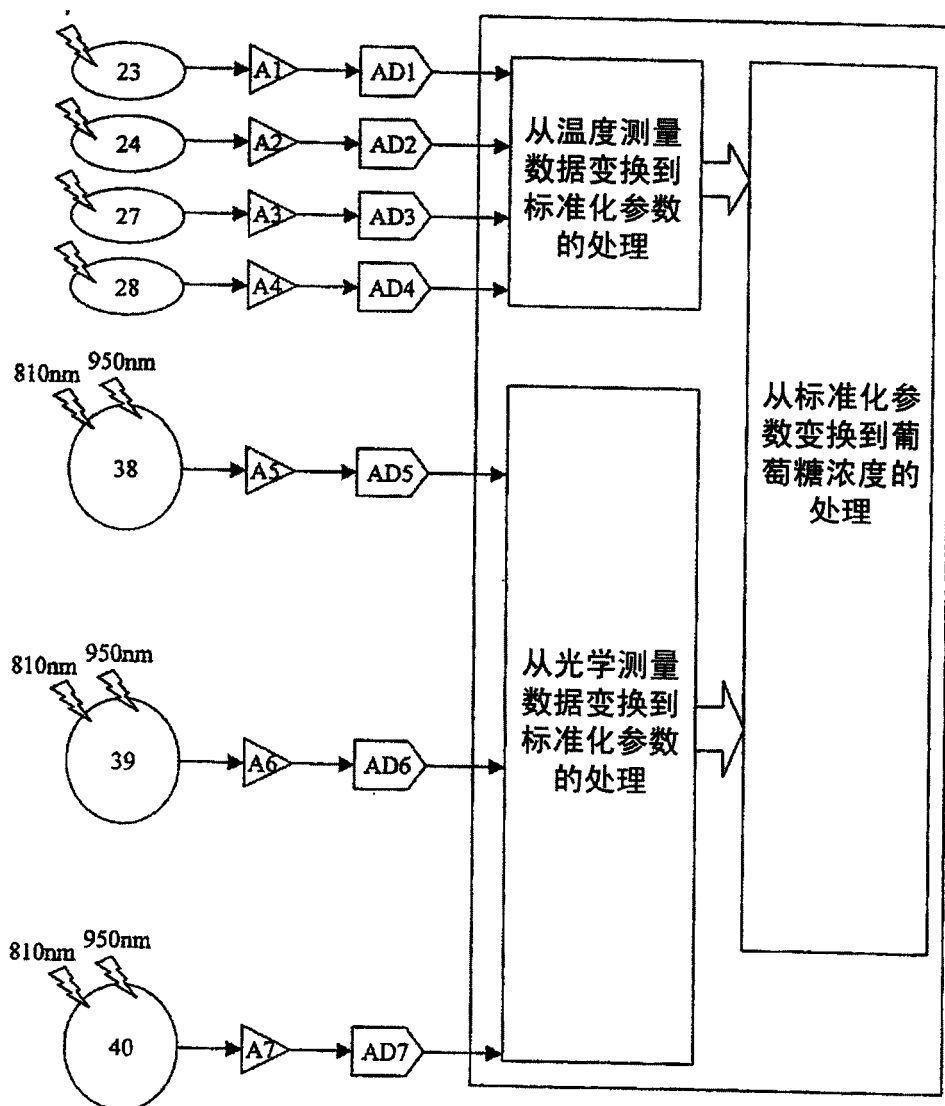 23
A1
AD1
24
A2
AD2
27
A3
AD3
28
A4
AD4
从温度测量
数据变换到
标准化参数
的处理
810nm
950nm
38
A5
AD5
810nm
950nm
39
A6
AD6
810nm
950nm
40
A7
AD7
从光学测量
数据变换到
标准化参数
的处理
从标准化参
数变换到葡
萄糖浓度的
处理